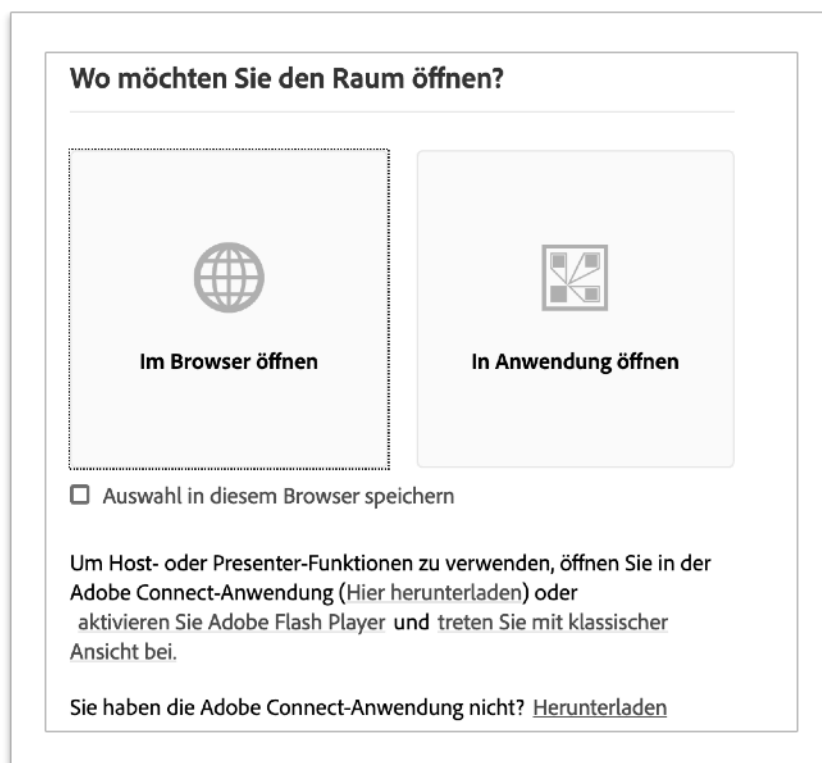 Wo möchten Sie den Raum öffnen?
Im Browser öffnen
In Anwendung öffnen
Auswahl in diesem Browser speichern
Um Host- oder Presenter-Funktionen zu verwenden, öffnen Sie in der
Adobe Connect-Anwendung (Hier herunterladen) oder
aktivieren Sie Adobe Flash Player und treten Sie mit klassischer
Ansicht bei.
Sie haben die Adobe Connect-Anwendung nicht? Herunterladen